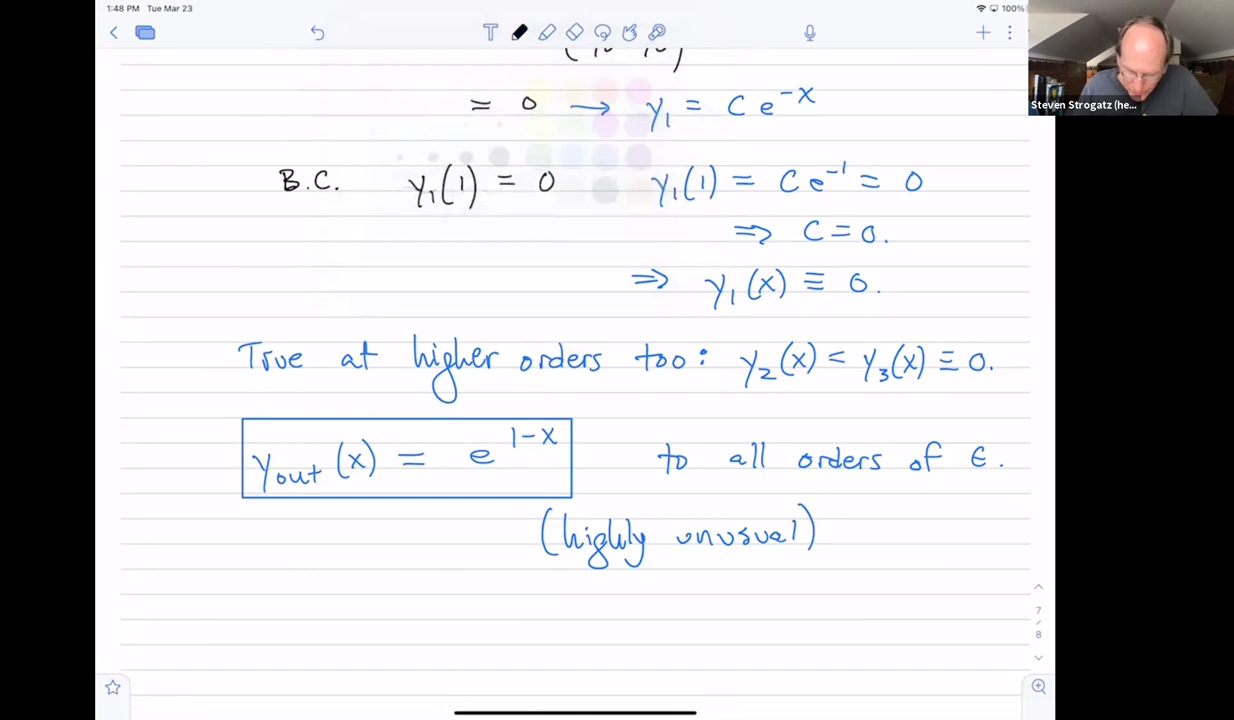 1:48 PM Tue Mar 23
100%
Steven Strogatz (he...
= 0 → y₁ = C e^{-x}
B.C. y₁(1) = 0 y₁(1) = C e^{-1} = 0
⇒ C = 0.
⇒ y₁(x) ≡ 0.
True at higher orders too: y₂(x) = y₃(x) ≡ 0.
y_out(x) = e^{1-x} to all orders of ε.
(highly unusual)
7
/
8